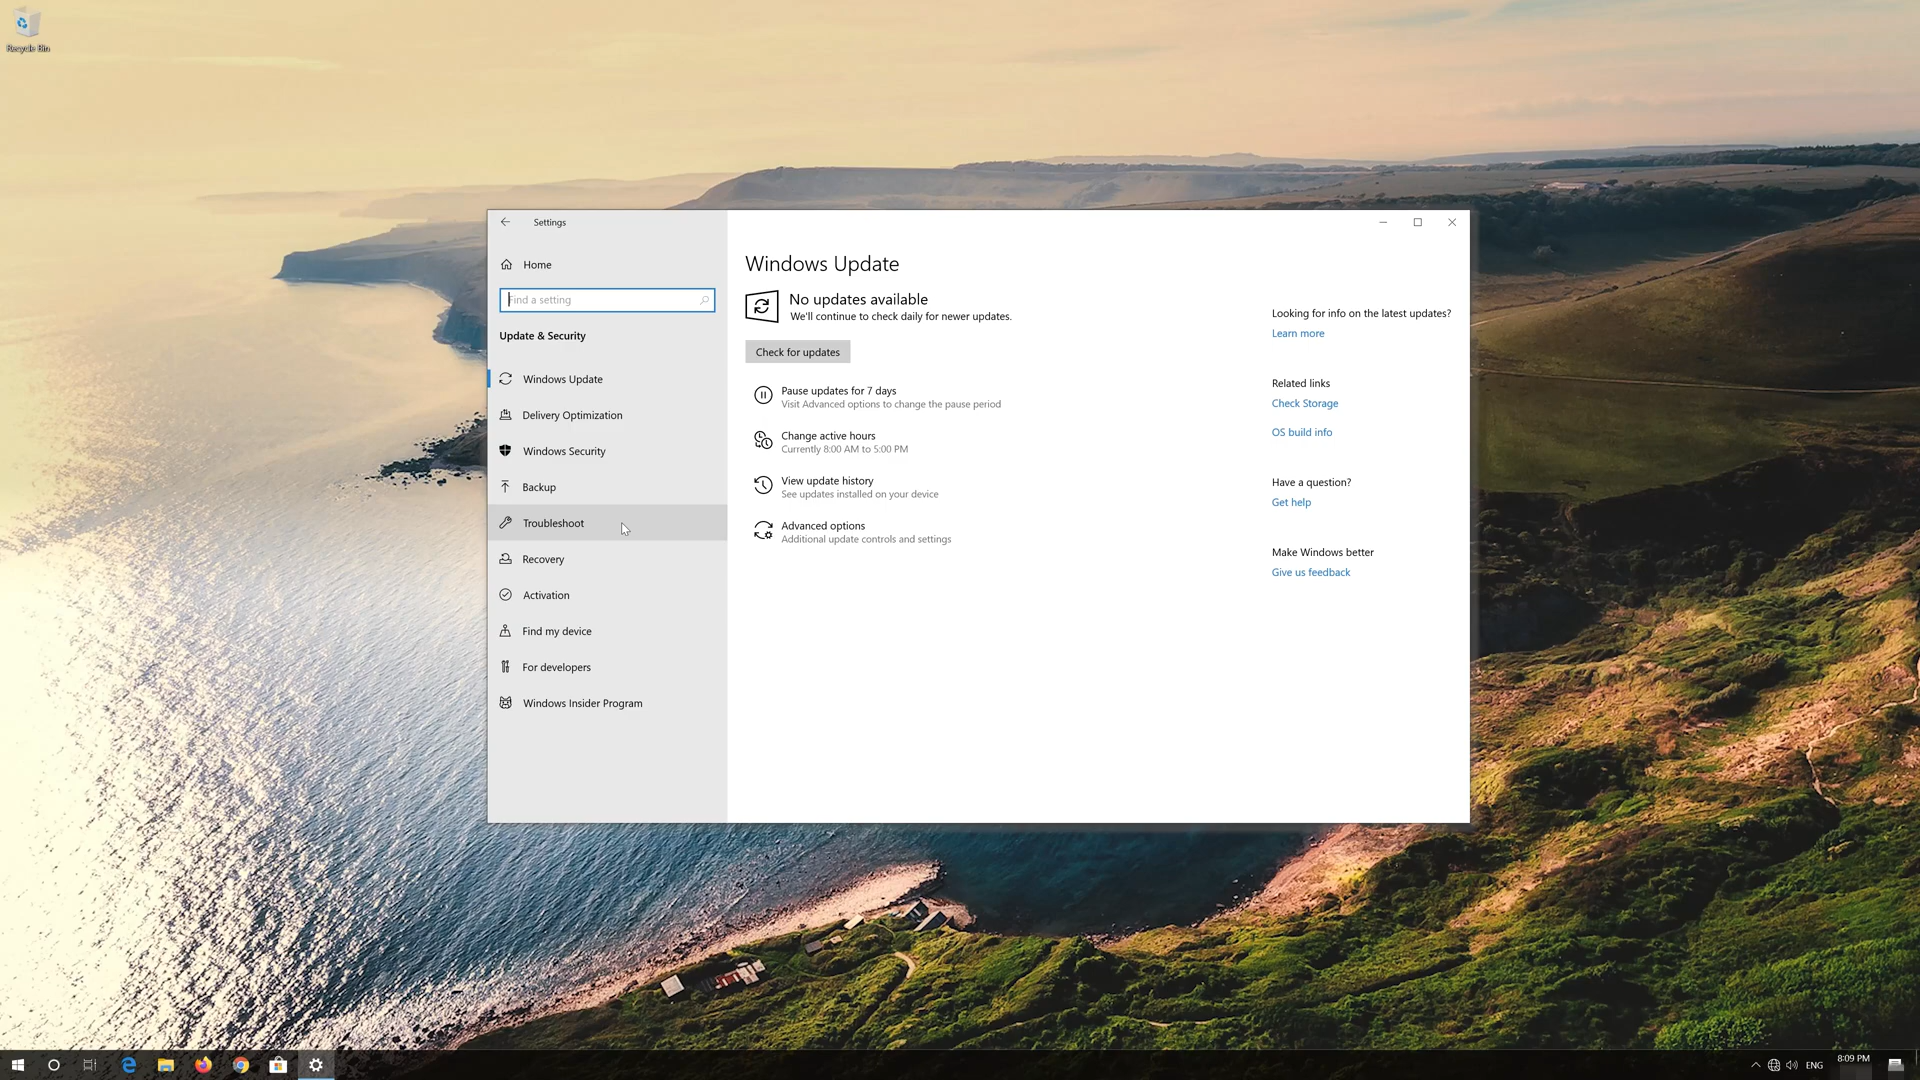 Recycle Bin
Settings
Home
Find a setting
Update & Security
Windows Update
Delivery Optimization
Windows Security
Backup
Troubleshoot
Recovery
Activation
Find my device
For developers
Windows Insider Program
Windows Update
No updates available
We'll continue to check daily for newer updates.
Check for updates
Pause updates for 7 days
Visit Advanced options to change the pause period
Change active hours
Currently 8:00 AM to 5:00 PM
View update history
See updates installed on your device
Advanced options
Additional update controls and settings
Looking for info on the latest updates?
Learn more
Related links
Check Storage
OS build info
Have a question?
Get help
Make Windows better
Give us feedback
ENG
8:09 PM